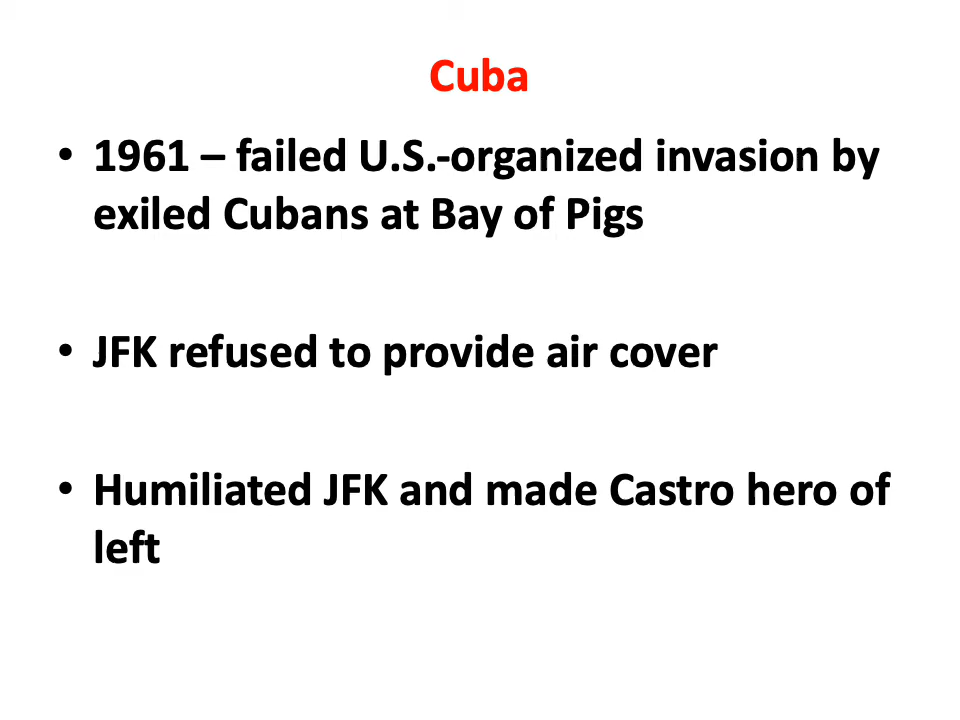 Cuba
• 1961 – failed U.S.-organized invasion by
exiled Cubans at Bay of Pigs
• JFK refused to provide air cover
• Humiliated JFK and made Castro hero of
left